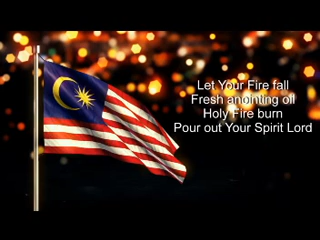 Let Your Fire fall
Fresh anointing oil
Holy Fire burn
Pour out Your Spirit Lord